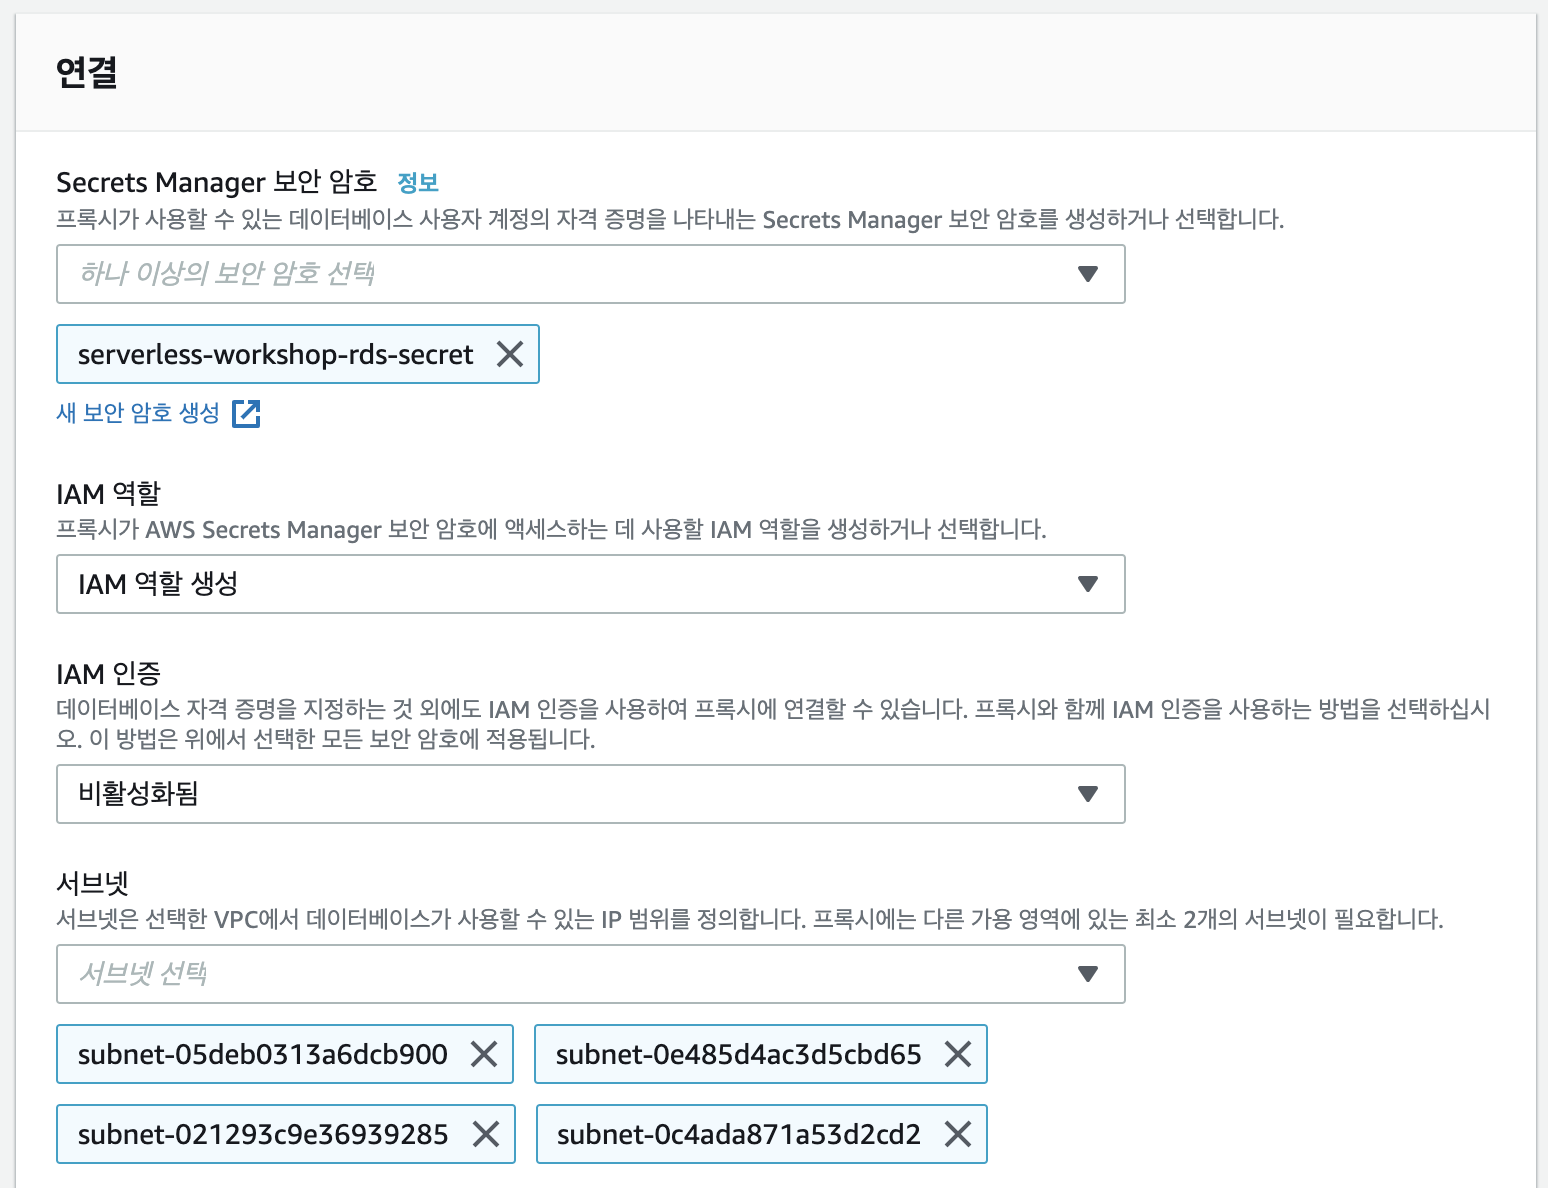 연결
Secrets Manager 보안 암호 정보
프록시가 사용할 수 있는 데이터베이스 사용자 계정의 자격 증명을 나타내는 Secrets Manager 보안 암호를 생성하거나 선택합니다.
하나 이상의 보안 암호 선택
serverless-workshop-rds-secret
새 보안 암호 생성
IAM 역할
프록시가 AWS Secrets Manager 보안 암호에 액세스하는 데 사용할 IAM 역할을 생성하거나 선택합니다.
IAM 역할 생성
IAM 인증
데이터베이스 자격 증명을 지정하는 것 외에도 IAM 인증을 사용하여 프록시에 연결할 수 있습니다. 프록시와 함께 IAM 인증을 사용하는 방법을 선택하십시
오. 이 방법은 위에서 선택한 모든 보안 암호에 적용됩니다.
비활성화됨
서브넷
서브넷은 선택한 VPC에서 데이터베이스가 사용할 수 있는 IP 범위를 정의합니다. 프록시에는 다른 가용 영역에 있는 최소 2개의 서브넷이 필요합니다.
서브넷 선택
subnet-05deb0313a6dcb900 subnet-0e485d4ac3d5cbd65
subnet-021293c9e36939285 subnet-0c4ada871a53d2cd2